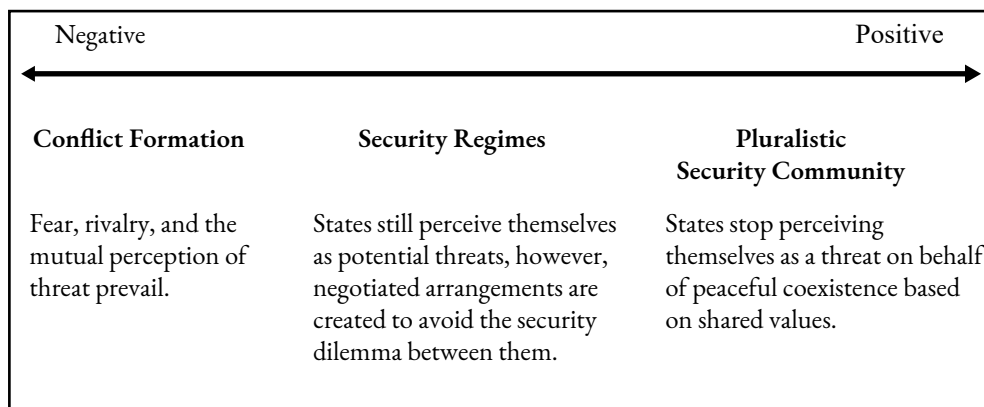 Negative
Positive
Conflict Formation
Fear, rivalry, and the
mutual perception of
threat prevail.
Security Regimes
States still perceive themselves
as potential threats, however,
negotiated arrangements are
created to avoid the security
dilemma between them.
Pluralistic
Security Community
States stop perceiving
themselves as a threat on behalf
of peaceful coexistence based
on shared values.